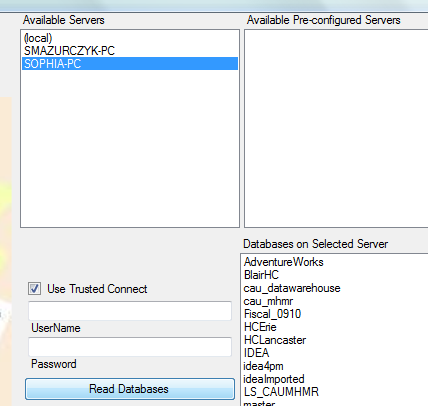 Available Servers
(local)
SMAZURCZYK-PC
SOPHIA-PC
Available Pre-configured Servers
Use Trusted Connect
UserName
Password
Read Databases
Databases on Selected Server
AdventureWorks
BlairHC
cau_datawarehouse
cau_mhmr
Fiscal_0910
HCErie
HCLancaster
IDEA
idea4pm
ideaImported
LS_CAUMHMR
master